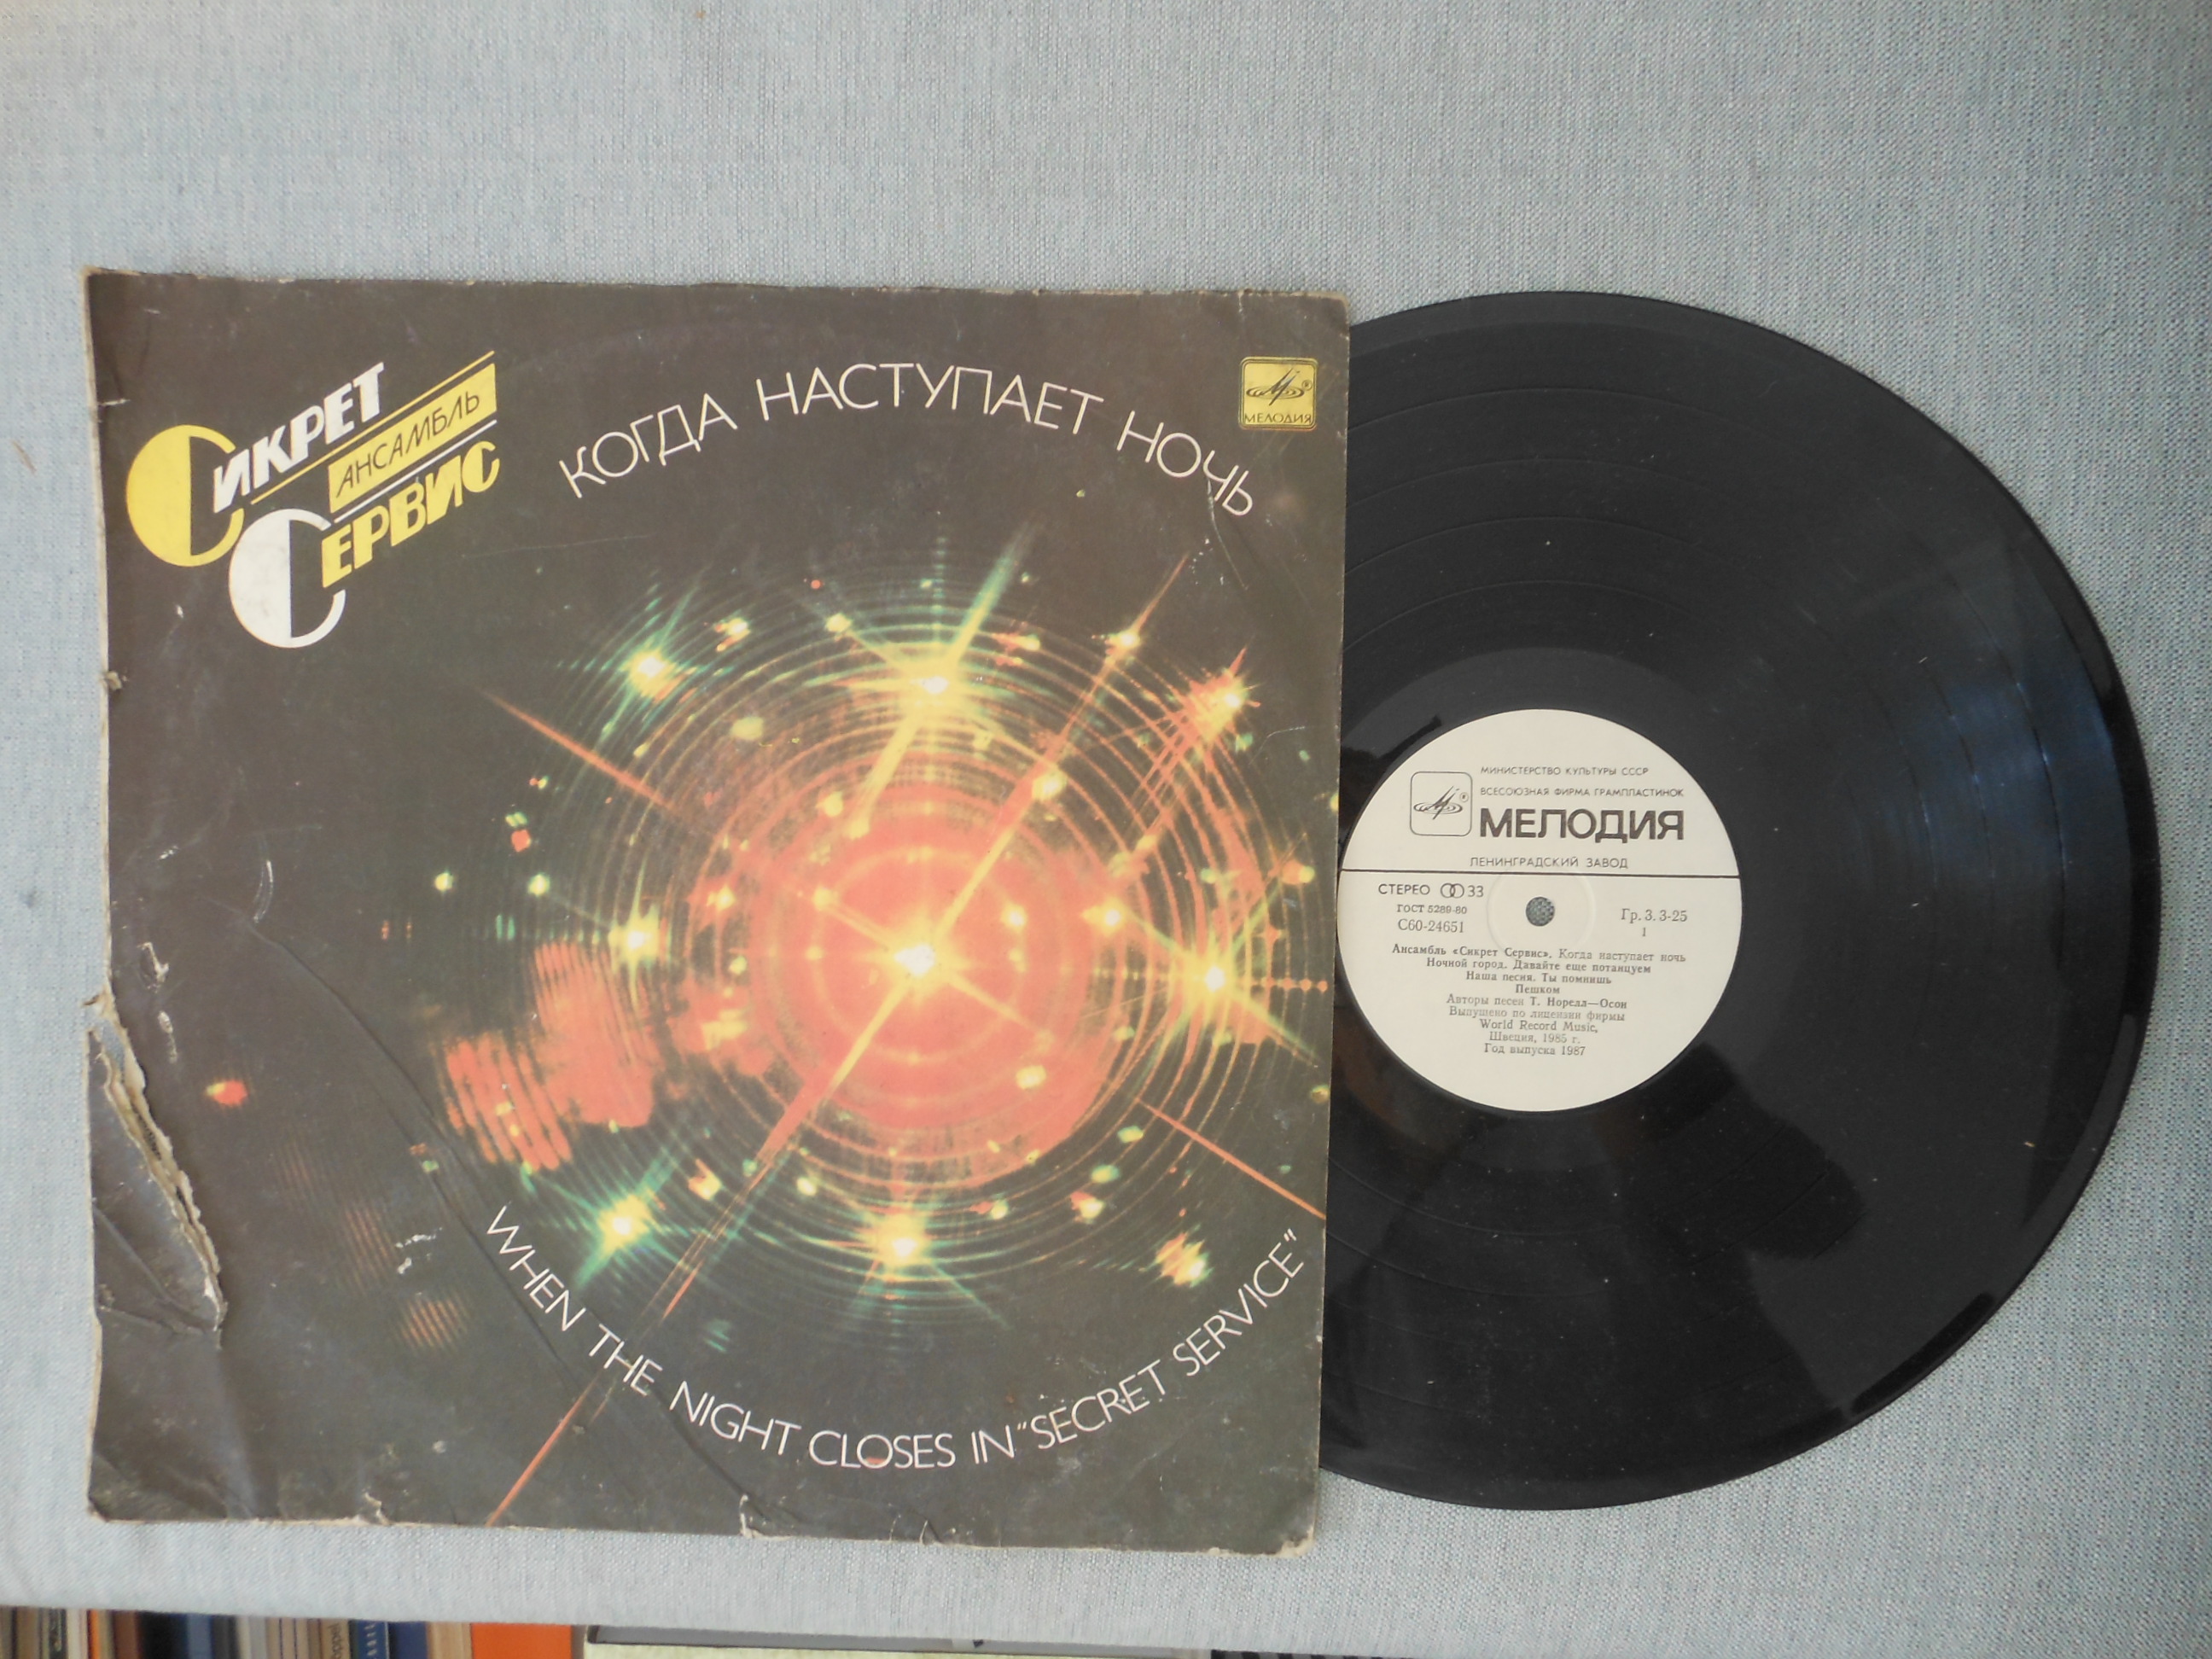 СИКРЕТ
АНСАМБЛЬ
СЕРВИС
КОГДА НАСТУПАЕТ НОЧЬ
МЕЛОДИЯ
WHEN THE NIGHT CLOSES IN "SECRET SERVICE"
МИНИСТЕРСТВО КУЛЬТУРЫ СССР
ВСЕСОЮЗНАЯ ФИРМА ГРАМПЛАСТИНОК
МЕЛОДИЯ
ЛЕНИНГРАДСКИЙ ЗАВОД
СТЕРЕО 33
ГОСТ 5289-80
С60-24651
Гр. 3. 3-25
1
Ансамбль «Сикрет Сервис». Когда наступает ночь
Ночной город. Давайте еще потанцуем
Наша песня. Ты помнишь
Пешком
Авторы песен Т. Норелл—Осон
Выпущено по лицензии фирмы
World Record Music,
Швеция, 1985 г.
Год выпуска 1987